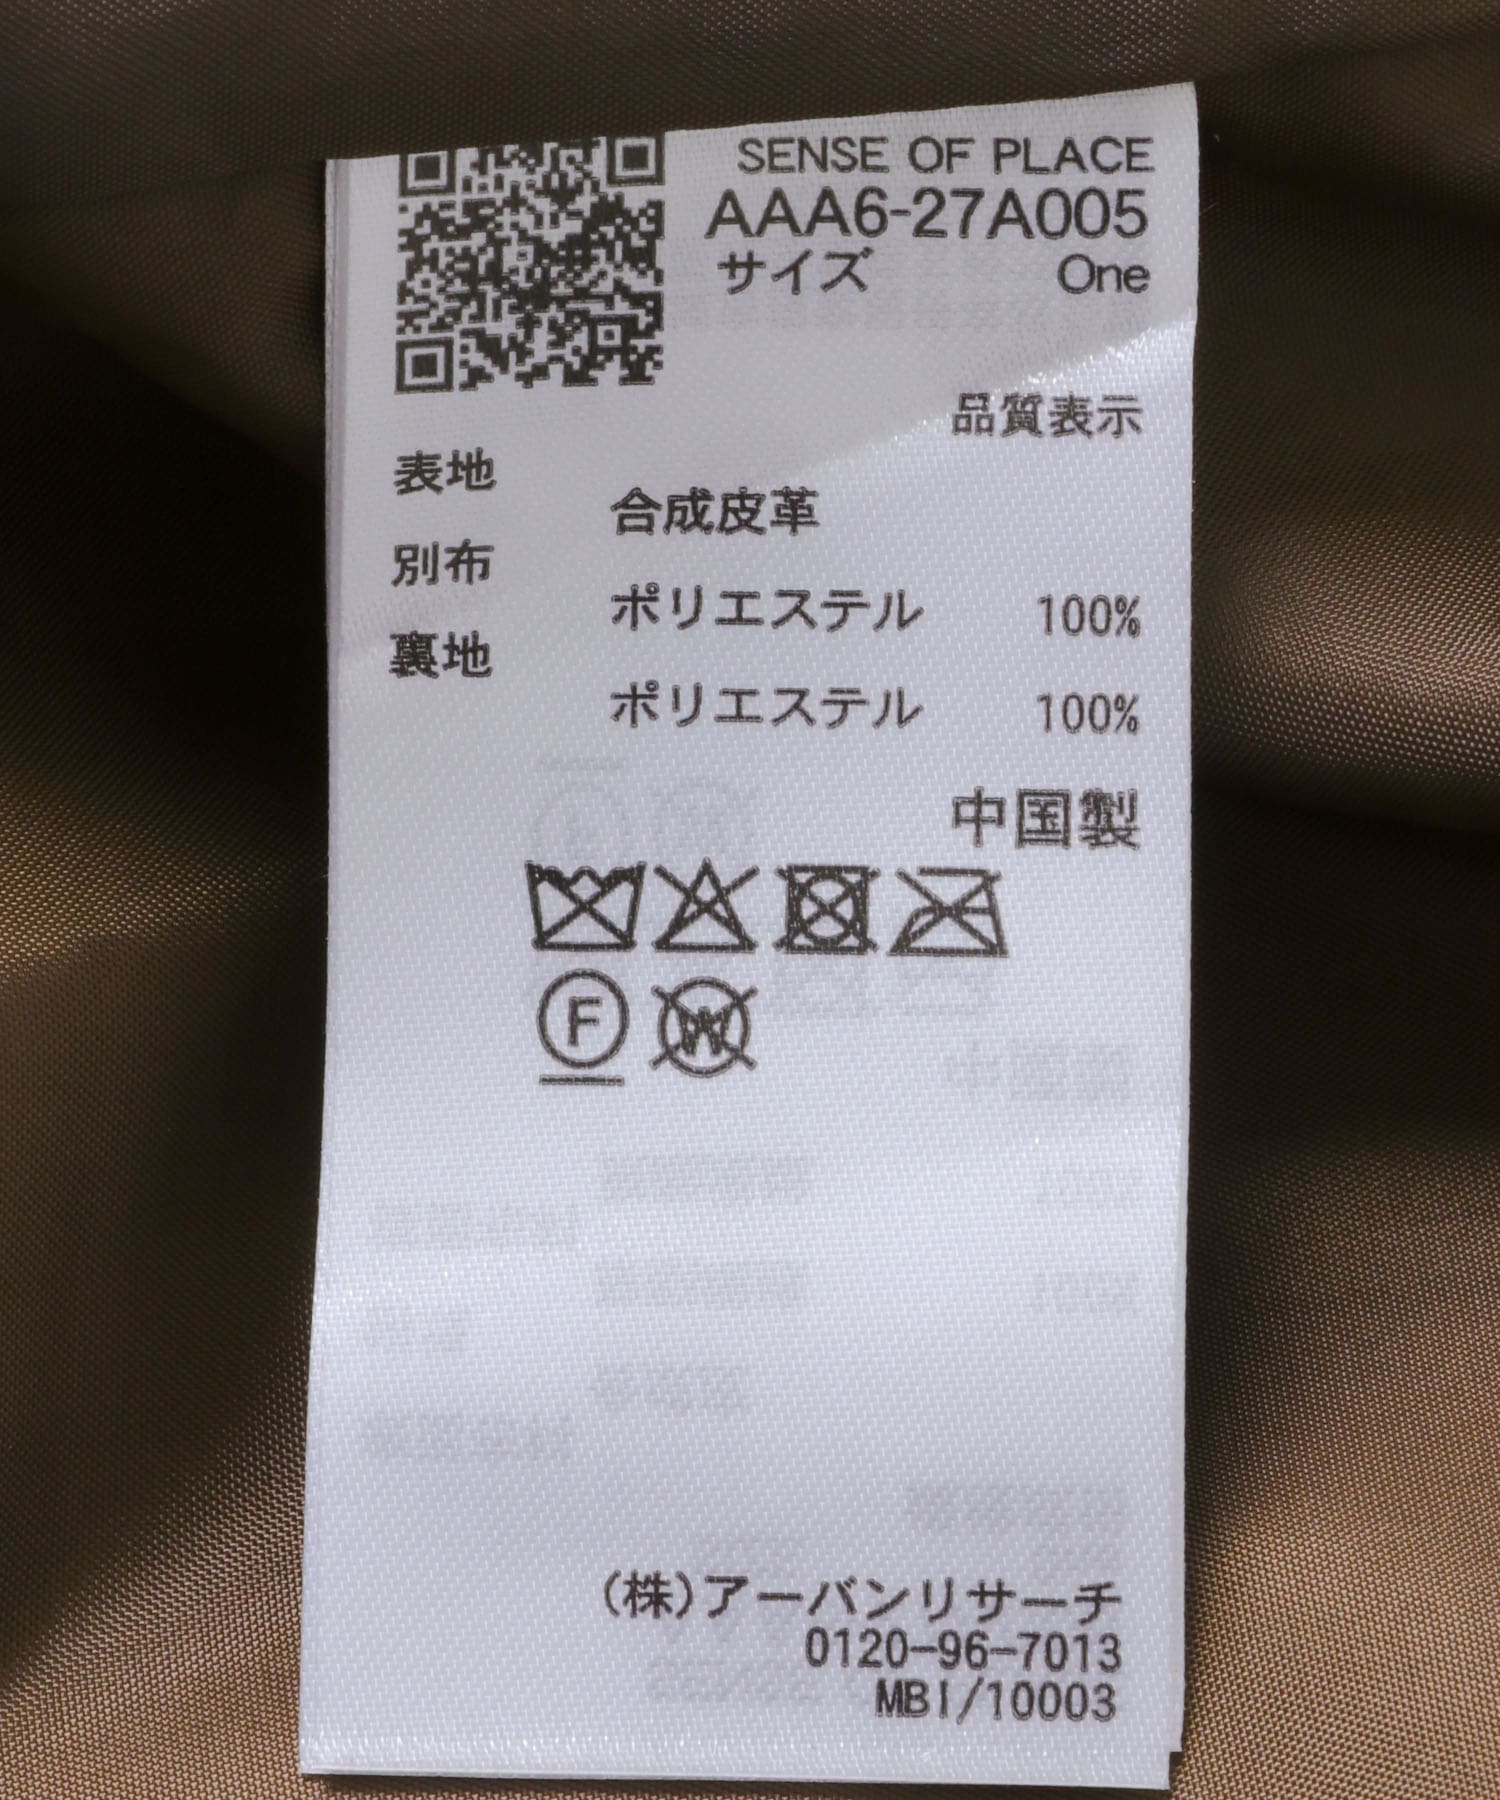 SENSE OF PLACE
AAA6-27A005
サイズ One
品質表示
表地
合成皮革
別布
ポリエステル 100%
裏地
ポリエステル 100%
中国製
F
W
(株)アーバンリサーチ
0120-96-7013
MBI/10003